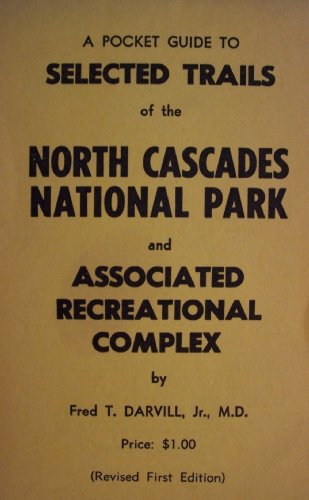 A POCKET GUIDE TO
SELECTED TRAILS
of the
NORTH CASCADES
NATIONAL PARK
and
ASSOCIATED
RECREATIONAL
COMPLEX
by
Fred T. DARVILL, Jr., M.D.
Price: $1.00
(Revised First Edition)